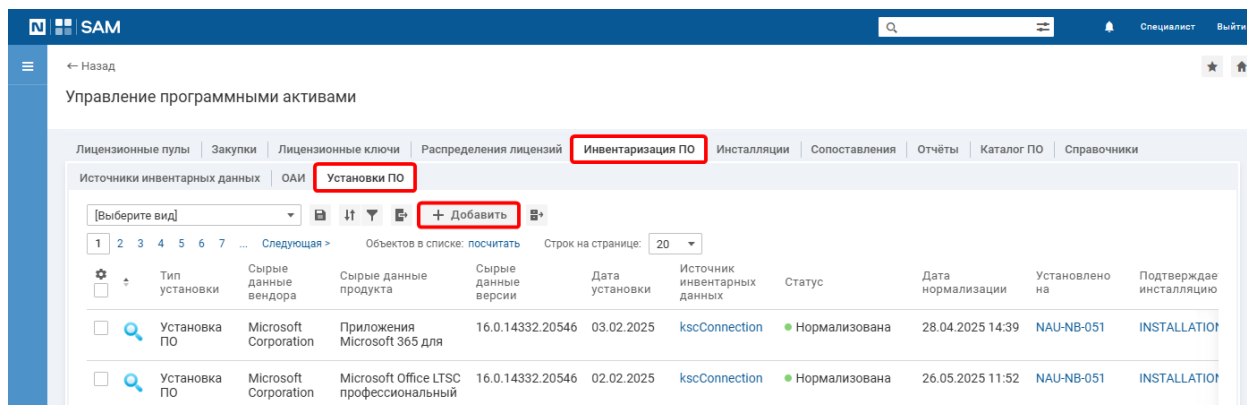 N SAM Специалист Выйти
← Назад
Управление программными активами
Лицензионные пулы Закупки Лицензионные ключи Распределения лицензий Инвентаризация ПО Инсталляции Сопоставления Отчёты Каталог ПО Справочники
Источники инвентарных данных ОАИ Установки ПО
[Выберите вид] + Добавить
1 2 3 4 5 6 7 ... Следующая > Объектов в списке: посчитать Строк на странице: 20
Тип установки Сырые данные вендора Сырые данные продукта Сырые данные версии Дата установки Источник инвентарных данных Статус Дата нормализации Установлено на Подтверждае инсталляцию
Установка ПО Microsoft Corporation Приложения Microsoft 365 для 16.0.14332.20546 03.02.2025 kscConnection Нормализована 28.04.2025 14:39 NAU-NB-051 INSTALLATION
Установка ПО Microsoft Corporation Microsoft Office LTSC профессиональный 16.0.14332.20546 02.02.2025 kscConnection Нормализована 26.05.2025 11:52 NAU-NB-051 INSTALLATION